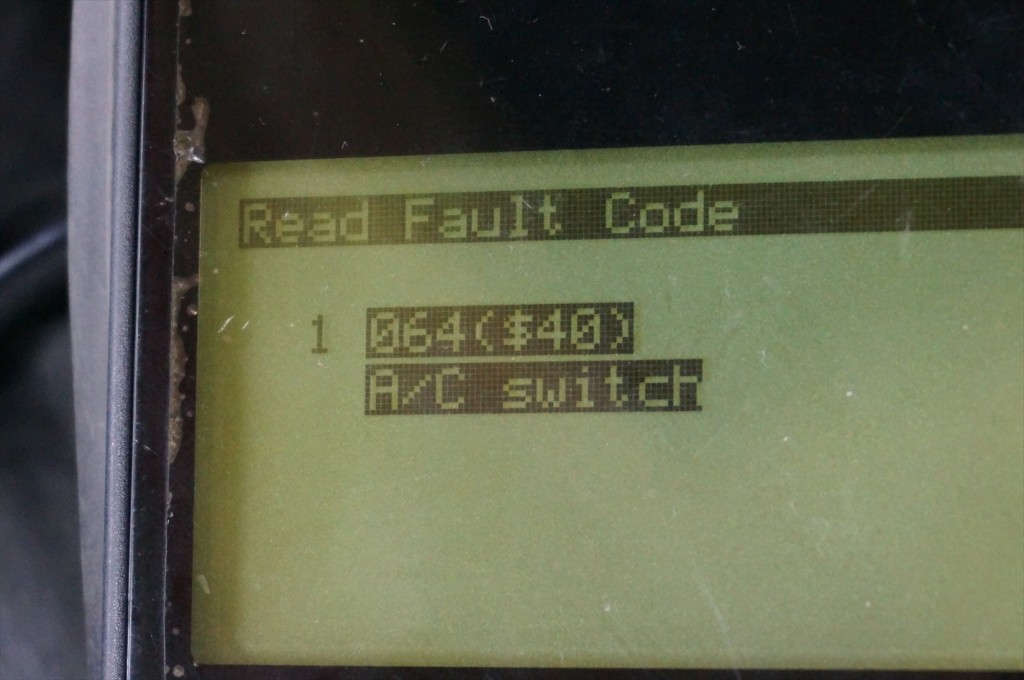 Read Fault Code
1 064($40)
A/C switch